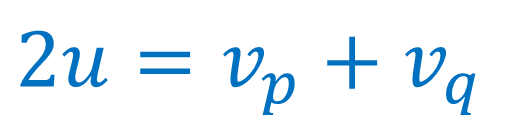 2u = v_p + v_q